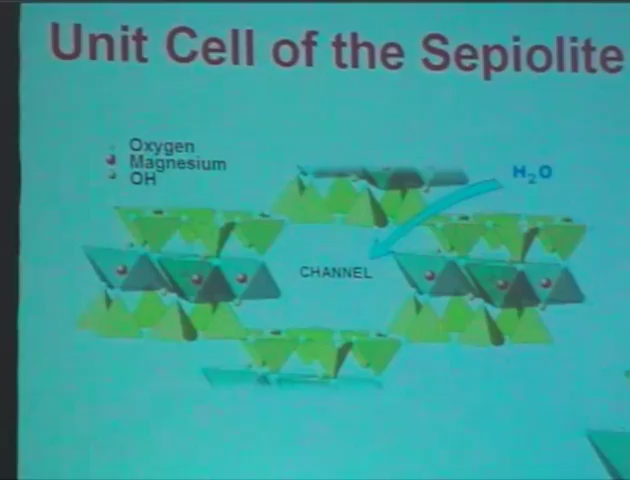 Unit Cell of the Sepiolite
Oxygen
Magnesium
OH
H₂O
CHANNEL